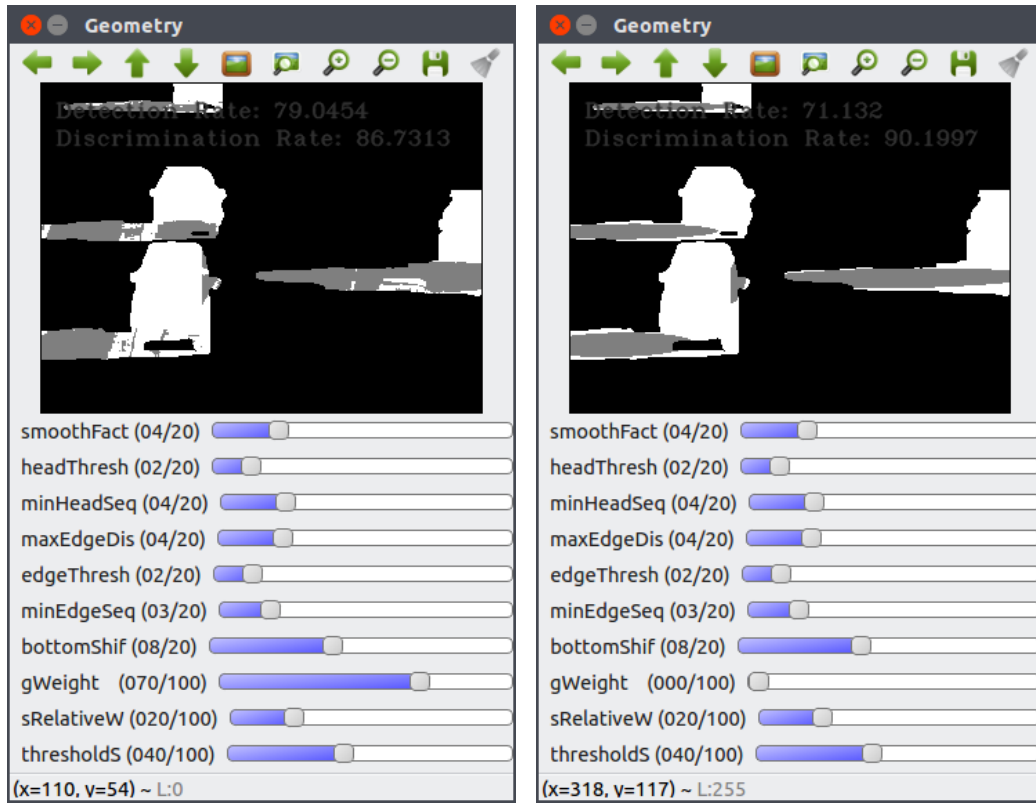 Geometry
Detection Rate: 79.0454
Discrimination Rate: 86.7313
smoothFact (04/20)
headThresh (02/20)
minHeadSeq (04/20)
maxEdgeDis (04/20)
edgeThresh (02/20)
minEdgeSeq (03/20)
bottomShif (08/20)
gWeight (070/100)
sRelativeW (020/100)
thresholdS (040/100)
(x=110, y=54) ~ L:0
Geometry
Detection Rate: 71.132
Discrimination Rate: 90.1997
smoothFact (04/20)
headThresh (02/20)
minHeadSeq (04/20)
maxEdgeDis (04/20)
edgeThresh (02/20)
minEdgeSeq (03/20)
bottomShif (08/20)
gWeight (000/100)
sRelativeW (020/100)
thresholdS (040/100)
(x=318, y=117) ~ L:255